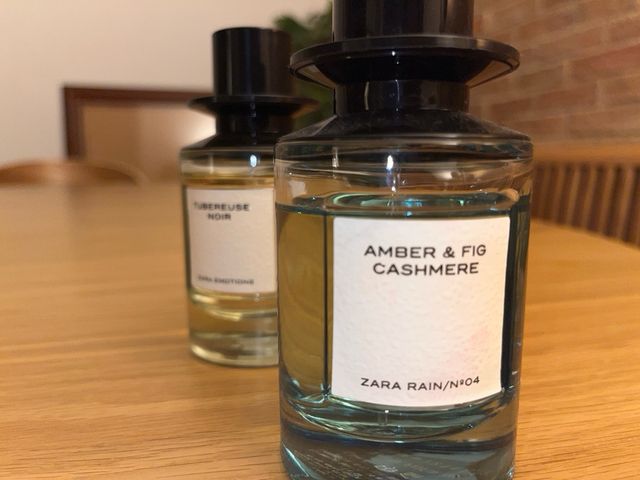 TUBEREUSE
NOIR
ZARA EMOTIONS
AMBER & FIG
CASHMERE
ZARA RAIN/Nº04